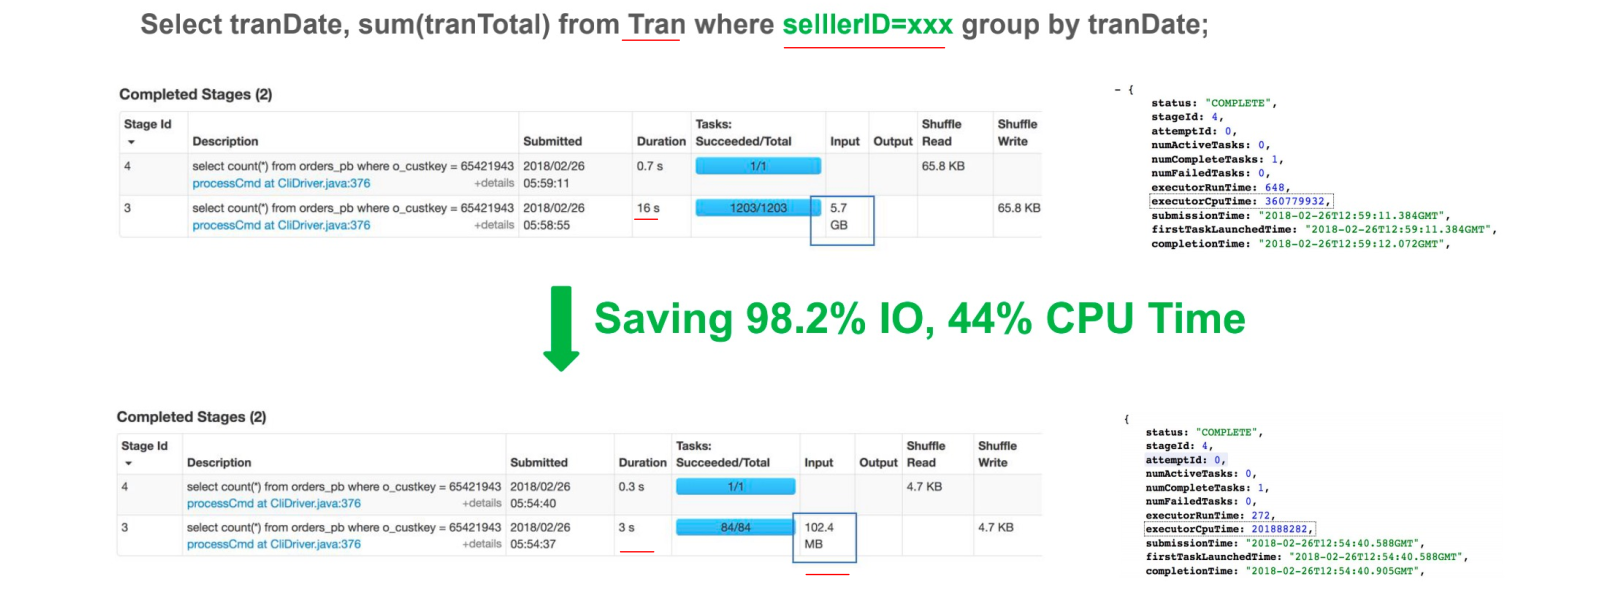 Select tranDate, sum(tranTotal) from Tran where selllerID=xxx group by tranDate;
Completed Stages (2)
Stage Id Description Submitted Duration Tasks: Succeeded/Total Input Output Shuffle Read Shuffle Write
4 select count(*) from orders_pb where o_custkey = 65421943 2018/02/26 0.7 s 1/1 65.8 KB
processCmd at CliDriver.java:376 +details 05:59:11
3 select count(*) from orders_pb where o_custkey = 65421943 2018/02/26 16 s 1203/1203 5.7 65.8 KB
processCmd at CliDriver.java:376 +details 05:58:55 GB
- {
status: "COMPLETE",
stageId: 4,
attemptId: 0,
numActiveTasks: 0,
numCompleteTasks: 1,
numFailedTasks: 0,
executorRunTime: 648,
executorCpuTime: 360779932,
submissionTime: "2018-02-26T12:59:11.384GMT",
firstTaskLaunchedTime: "2018-02-26T12:59:11.384GMT",
completionTime: "2018-02-26T12:59:12.072GMT",
Saving 98.2% IO, 44% CPU Time
Completed Stages (2)
Stage Id Description Submitted Duration Tasks: Succeeded/Total Input Output Shuffle Read Shuffle Write
4 select count(*) from orders_pb where o_custkey = 65421943 2018/02/26 0.3 s 1/1 4.7 KB
processCmd at CliDriver.java:376 +details 05:54:40
3 select count(*) from orders_pb where o_custkey = 65421943 2018/02/26 3 s 84/84 102.4 4.7 KB
processCmd at CliDriver.java:376 +details 05:54:37 MB
{
status: "COMPLETE",
stageId: 4,
attemptId: 0,
numActiveTasks: 0,
numCompleteTasks: 1,
numFailedTasks: 0,
executorRunTime: 272,
executorCpuTime: 201888282,
submissionTime: "2018-02-26T12:54:40.588GMT",
firstTaskLaunchedTime: "2018-02-26T12:54:40.588GMT",
completionTime: "2018-02-26T12:54:40.905GMT",